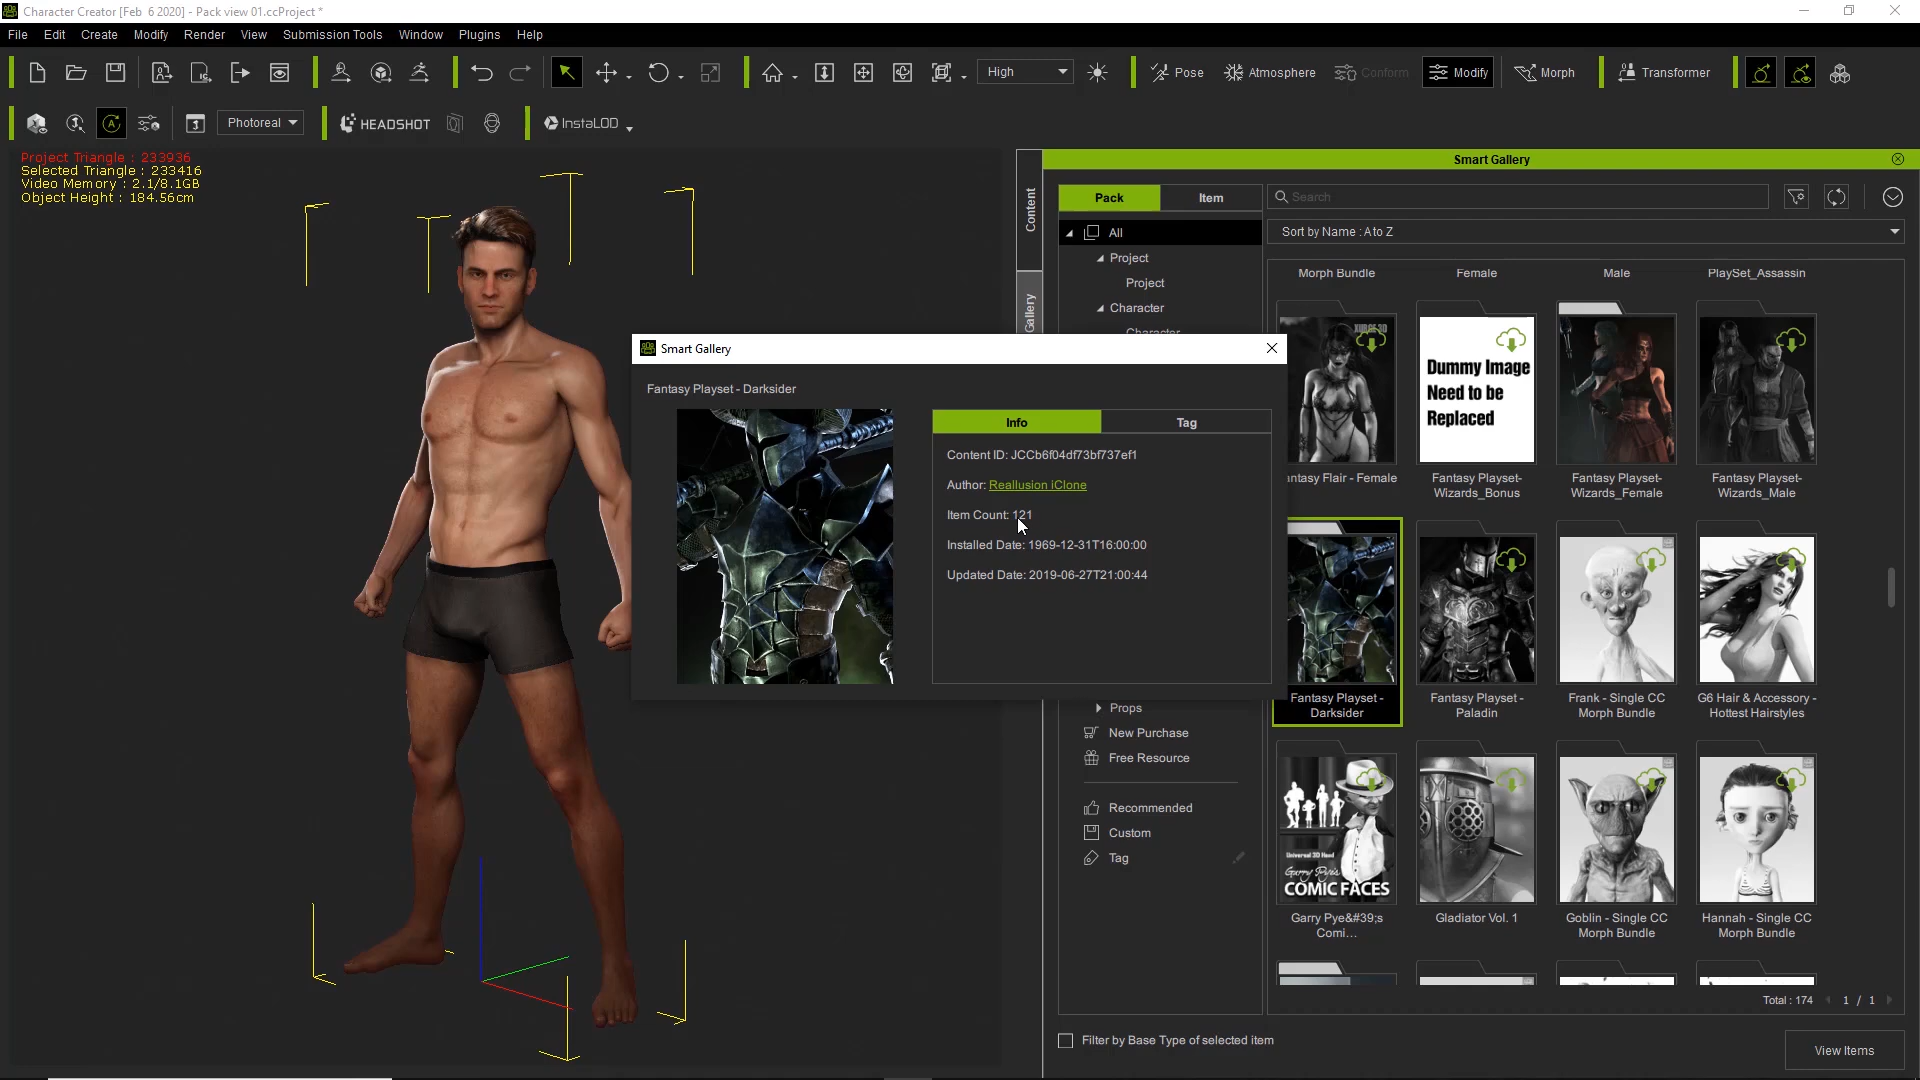 Character Creator [Feb  6 2020] - Pack view 01.ccProject *
File Edit Create Modify Render View Submission Tools Window Plugins Help
High Pose Atmosphere Conform Modify Morph Transformer
Photoreal HEADSHOT InstaLOD
Project Triangle : 233936
Selected Triangle : 233416
Video Memory : 2.1/8.1GB
Object Height : 184.56cm
Content
Gallery
Smart Gallery
Pack Item Search
Sort by Name : A to Z
All
Project
Project
Character
Character
Props
New Purchase
Free Resource
Recommended
Custom
Tag
Morph Bundle Female Male PlaySet_Assassin
Dummy Image
Need to be
Replaced
ntasy Flair - Female
Fantasy Playset-
Wizards_Bonus
Fantasy Playset-
Wizards_Female
Fantasy Playset-
Wizards_Male
Fantasy Playset -
Darksider
Fantasy Playset -
Paladin
Frank - Single CC
Morph Bundle
G6 Hair & Accessory -
Hottest Hairstyles
Universal 3D Head
Garry Pye's
COMIC FACES
Garry Pye&#39;s
Comi...
Gladiator Vol. 1
Goblin - Single CC
Morph Bundle
Hannah - Single CC
Morph Bundle
Total : 174 1 / 1
Filter by Base Type of selected item
View Items
Smart Gallery
Fantasy Playset - Darksider
Info Tag
Content ID: JCCb6f04df73bf737ef1
Author: Reallusion iClone
Item Count: 121
Installed Date: 1969-12-31T16:00:00
Updated Date: 2019-06-27T21:00:44